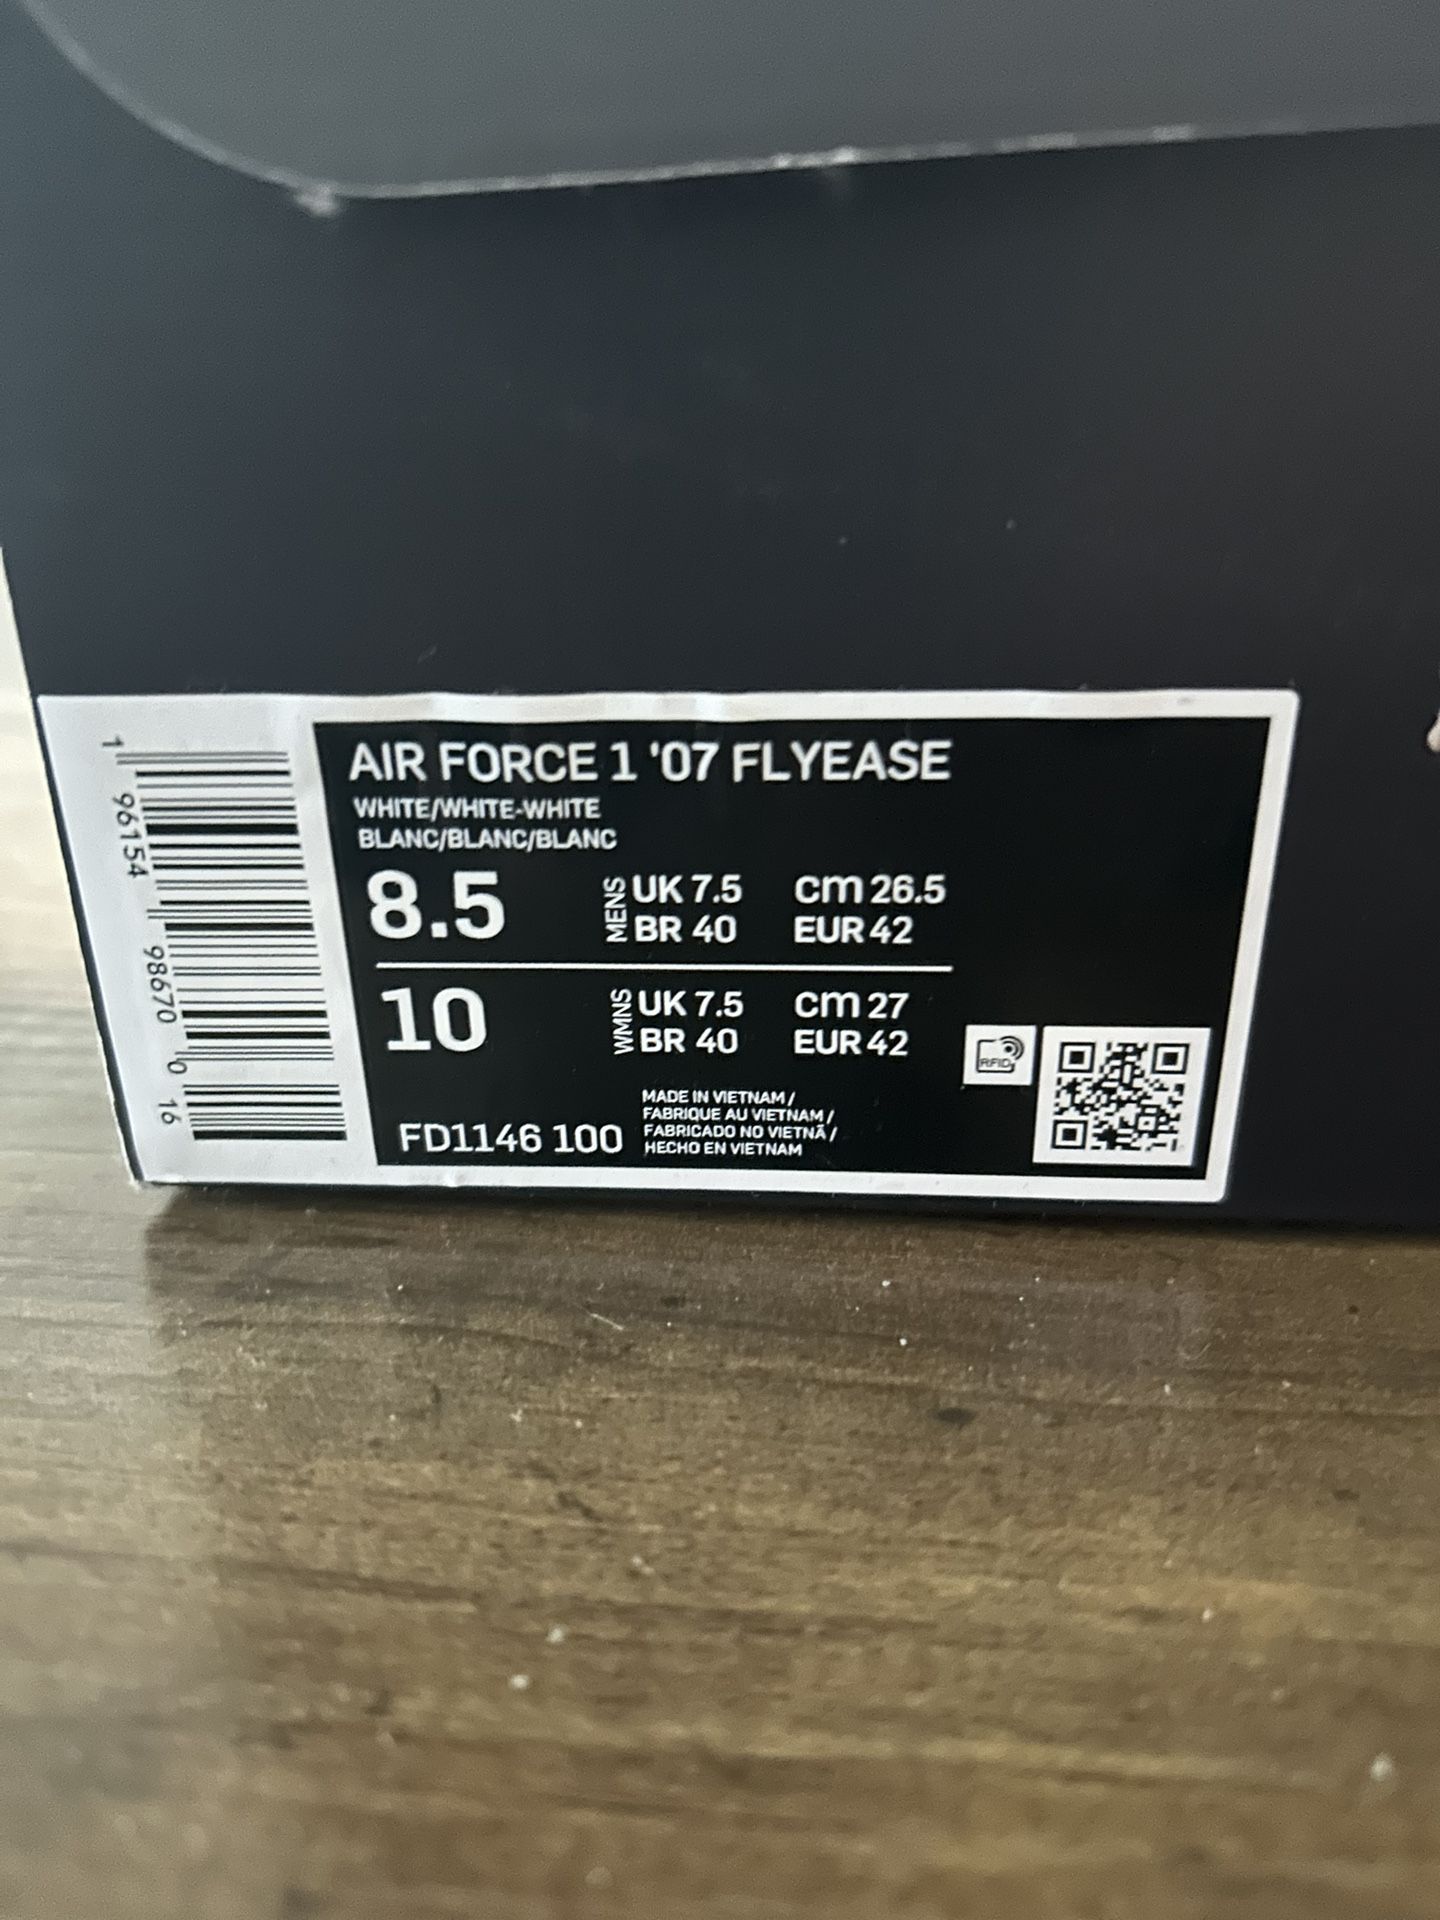 AIR FORCE 1 '07 FLYEASE
WHITE/WHITE-WHITE
BLANC/BLANC/BLANC
8.5 MENS UK 7.5 cm 26.5
BR 40 EUR 42
10 WMNS UK 7.5 cm 27
BR 40 EUR 42
RFID
MADE IN VIETNAM /
FABRIQUE AU VIETNAM /
FABRICADO NO VIETNÃ /
HECHO EN VIETNAM
FD1146 100
1 96154 98670 0 16